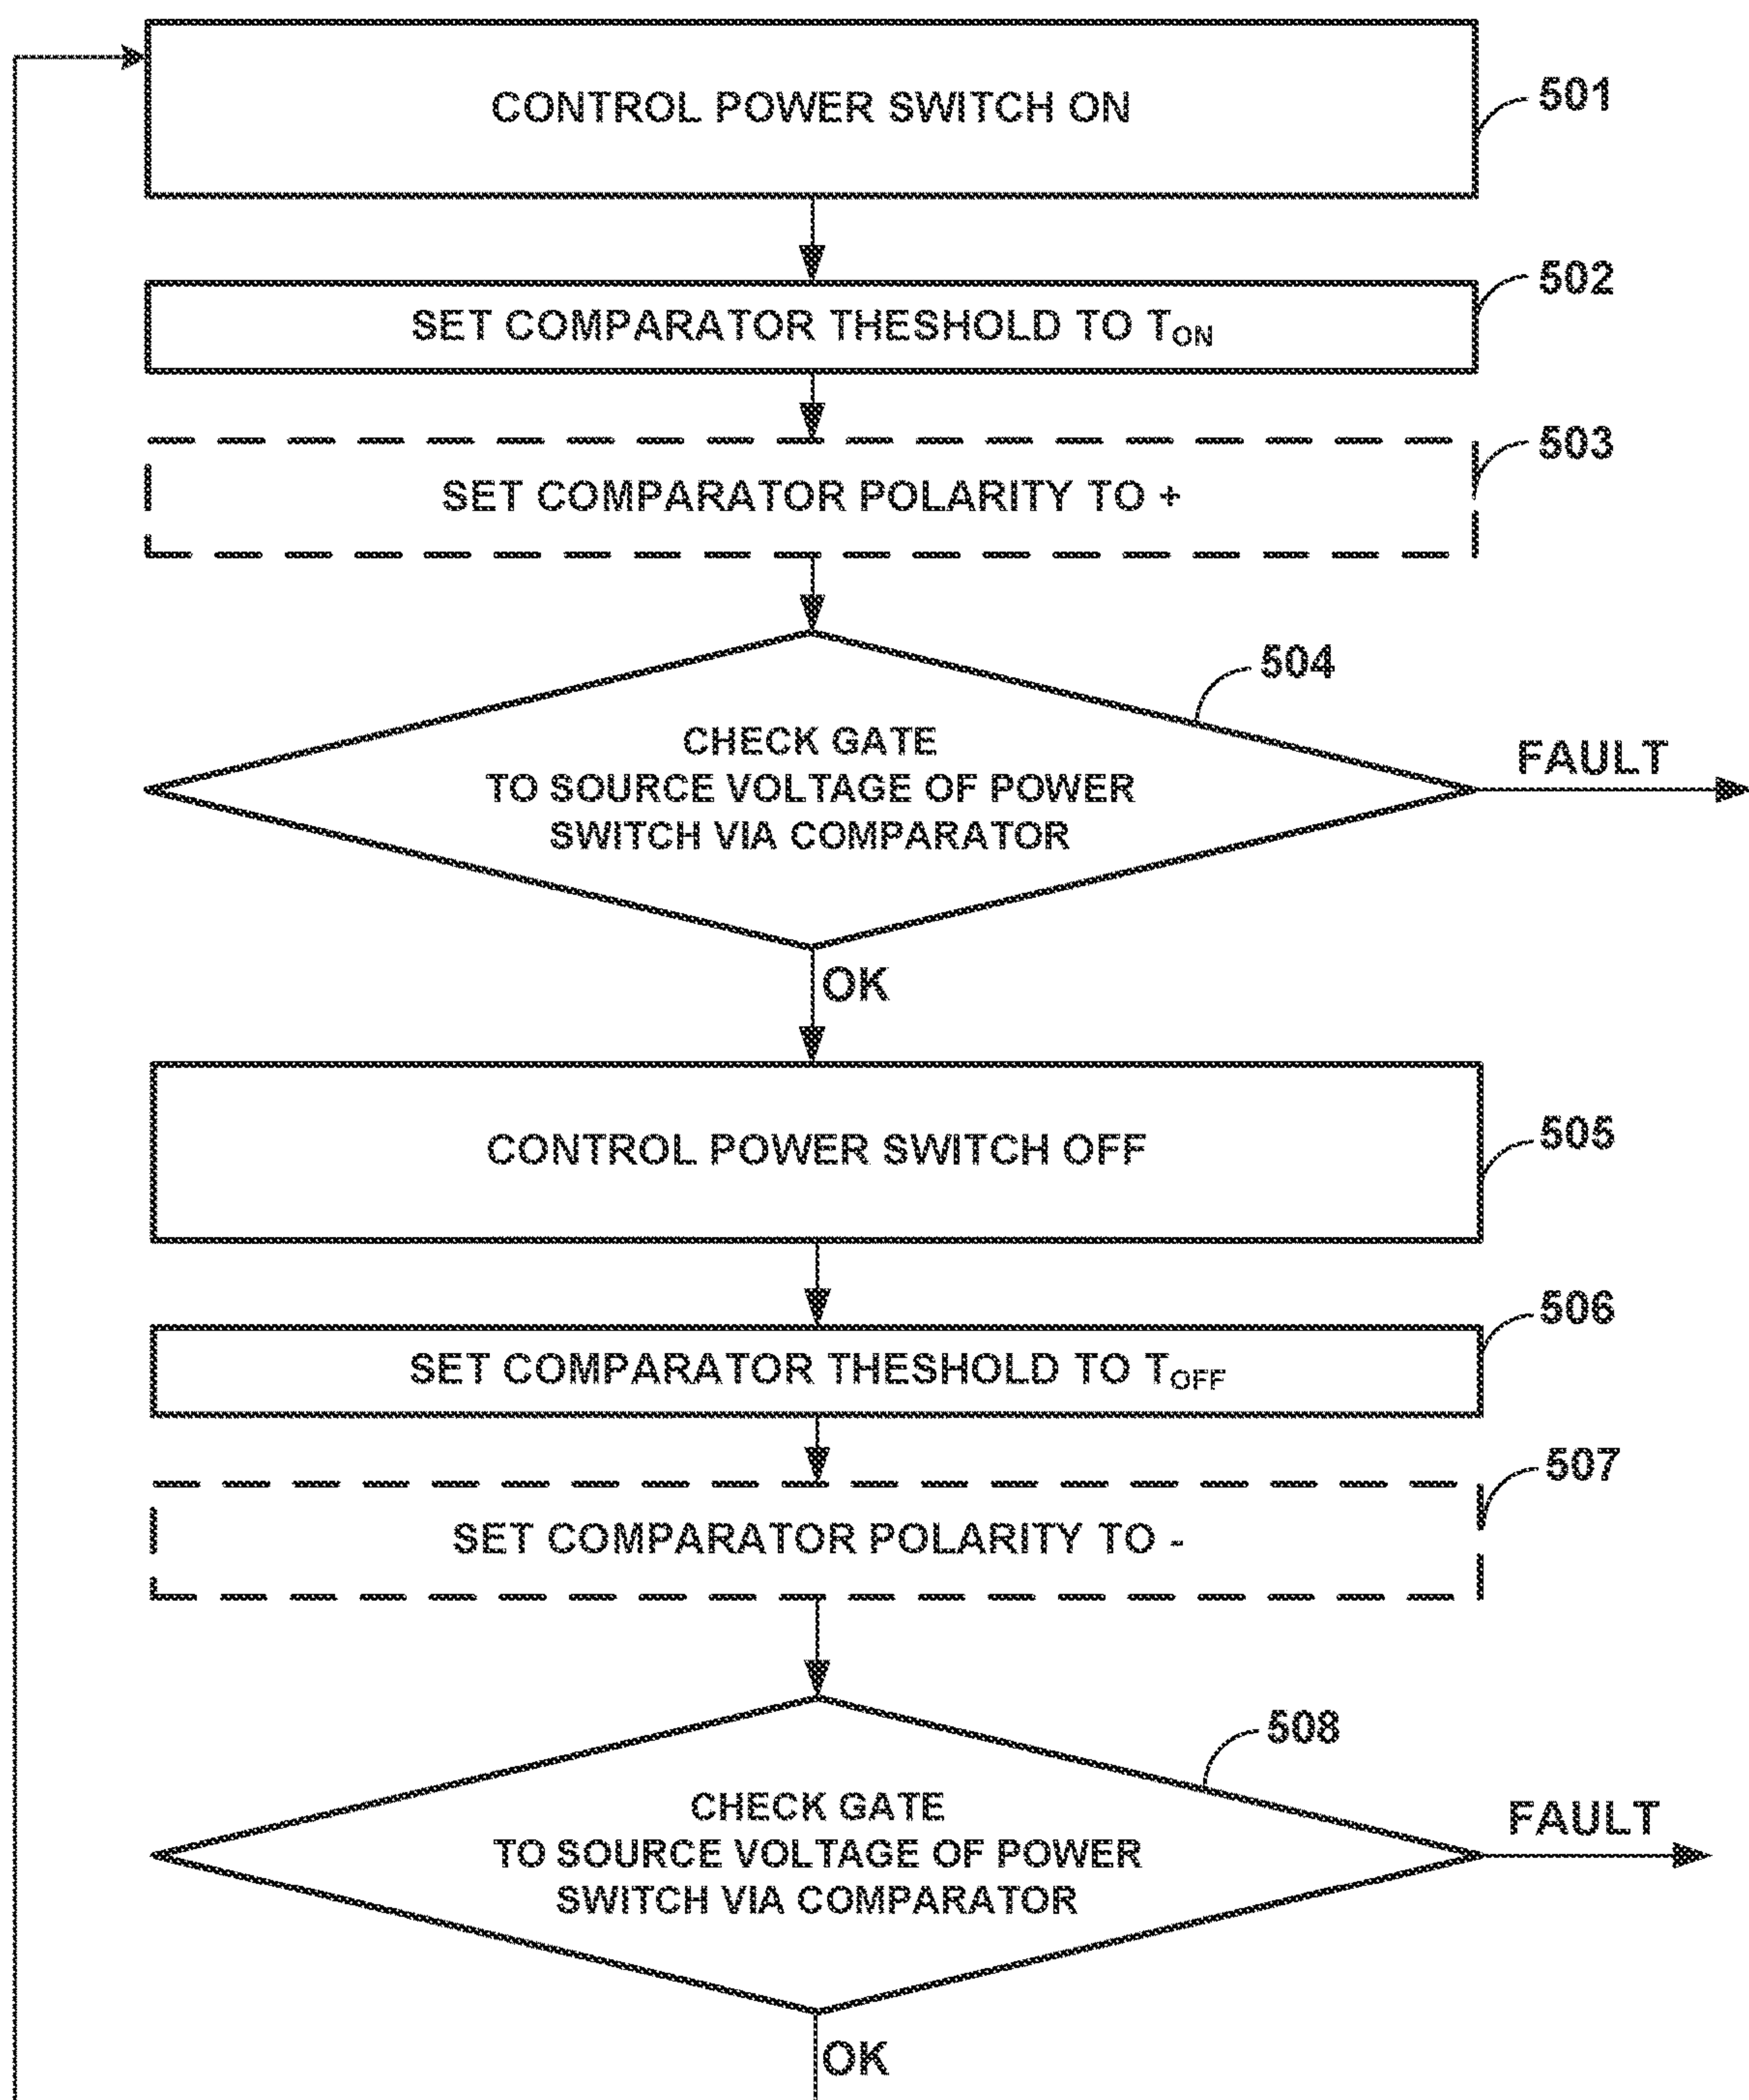 CONTROL POWER SWITCH ON
501
SET COMPARATOR THESHOLD TO TON
502
SET COMPARATOR POLARITY TO +
503
504
CHECK GATE
TO SOURCE VOLTAGE OF POWER
SWITCH VIA COMPARATOR
FAULT
OK
CONTROL POWER SWITCH OFF
505
SET COMPARATOR THESHOLD TO TOFF
506
SET COMPARATOR POLARITY TO -
507
508
CHECK GATE
TO SOURCE VOLTAGE OF POWER
SWITCH VIA COMPARATOR
FAULT
OK